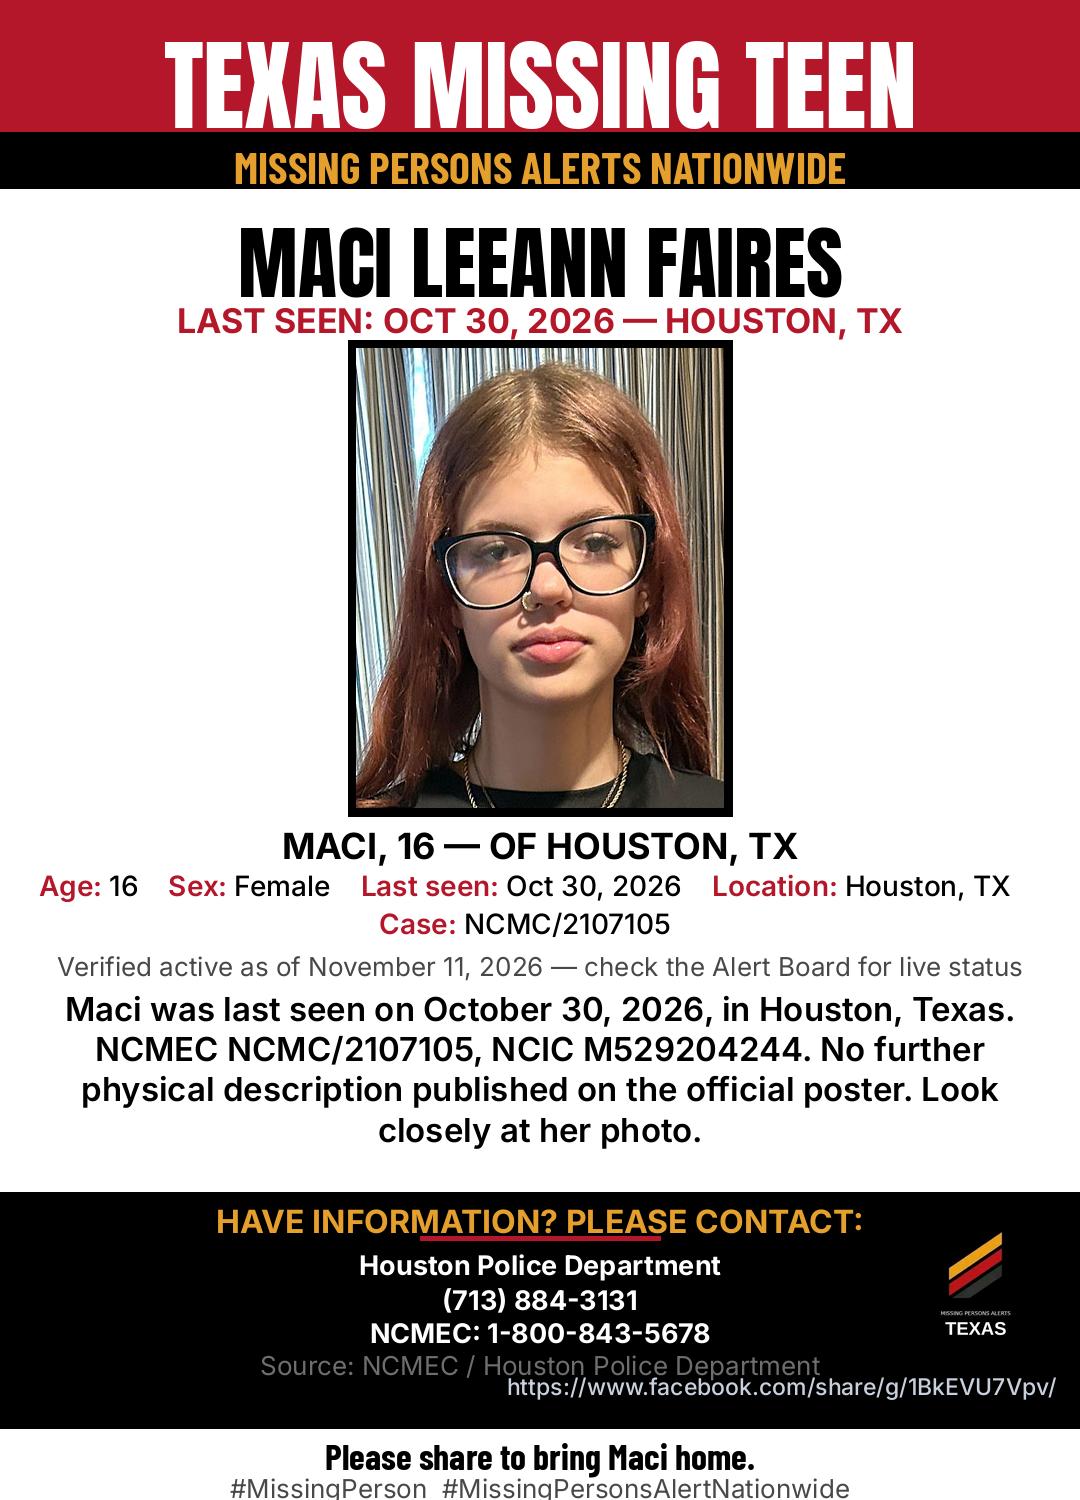 TEXAS MISSING TEEN
MISSING PERSONS ALERTS NATIONWIDE
MACI LEEANN FAIRES
LAST SEEN: OCT 30, 2026 — HOUSTON, TX
MACI, 16 — OF HOUSTON, TX
Age: 16 Sex: Female Last seen: Oct 30, 2026 Location: Houston, TX
Case: NCMC/2107105
Verified active as of November 11, 2026 — check the Alert Board for live status
Maci was last seen on October 30, 2026, in Houston, Texas.
NCMEC NCMC/2107105, NCIC M529204244. No further
physical description published on the official poster. Look
closely at her photo.
HAVE INFORMATION? PLEASE CONTACT:
Houston Police Department
(713) 884-3131
NCMEC: 1-800-843-5678
MISSING PERSONS ALERTS
TEXAS
Source: NCMEC / Houston Police Department
https://www.facebook.com/share/g/1BkEVU7Vpv/
Please share to bring Maci home.
#MissingPerson #MissingPersonsAlertNationwide